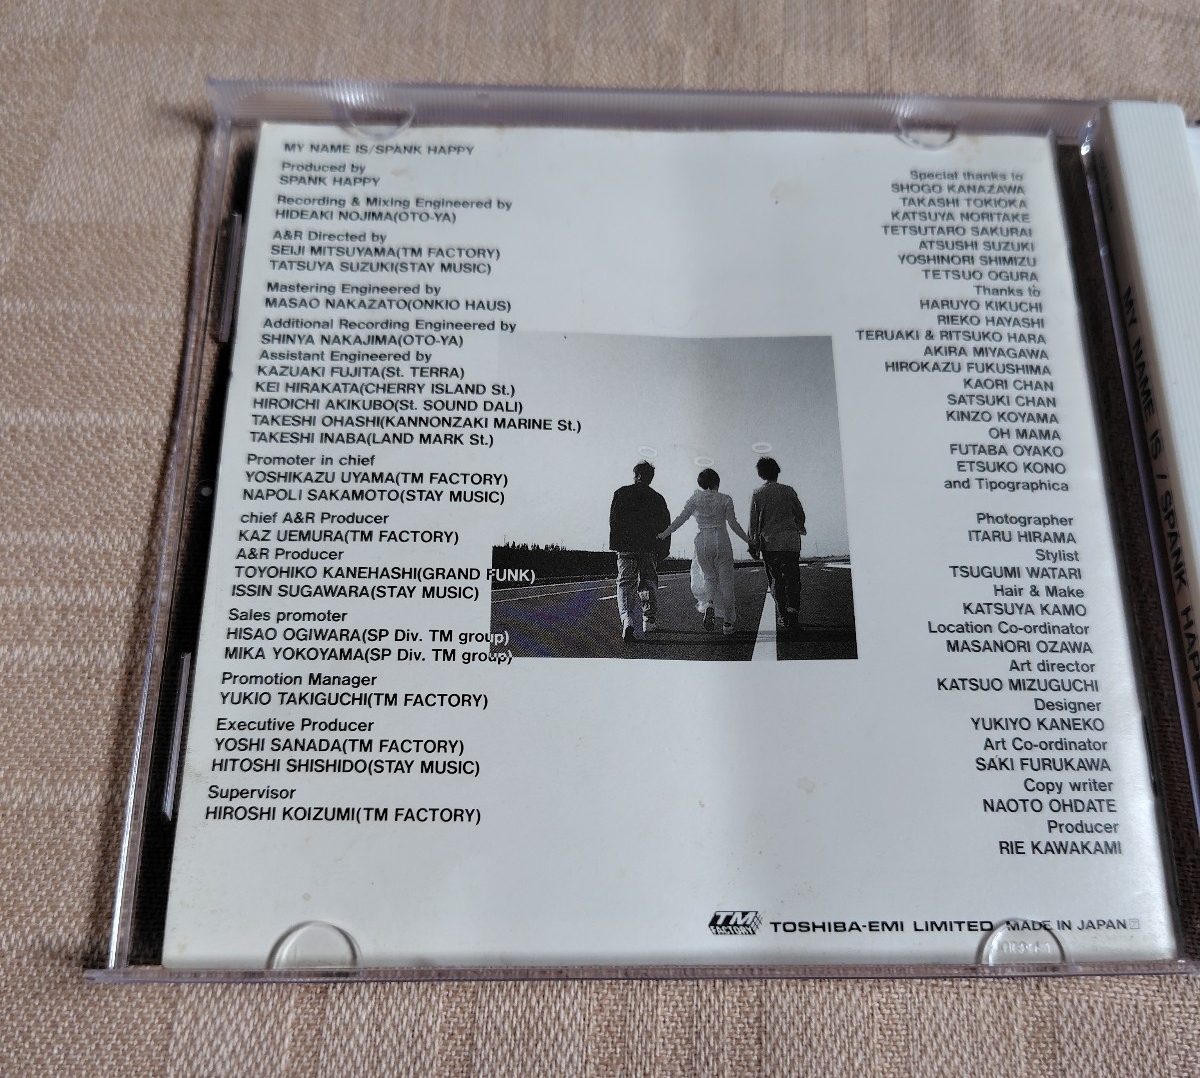 MY NAME IS/SPANK HAPPY
Produced by
SPANK HAPPY
Recording & Mixing Engineered by
HIDEAKI NOJIMA(OTO-YA)
A&R Directed by
SEIJI MITSUYAMA(TM FACTORY)
TATSUYA SUZUKI(STAY MUSIC)
Mastering Engineered by
MASAO NAKAZATO(ONKIO HAUS)
Additional Recording Engineered by
SHINYA NAKAJIMA(OTO-YA)
Assistant Engineered by
KAZUAKI FUJITA(St. TERRA)
KEI HIRAKATA(CHERRY ISLAND St.)
HIROICHI AKIKUBO(St. SOUND DALI)
TAKESHI OHASHI(KANNONZAKI MARINE St.)
TAKESHI INABA(LAND MARK St.)
Promoter in chief
YOSHIKAZU UYAMA(TM FACTORY)
NAPOLI SAKAMOTO(STAY MUSIC)
chief A&R Producer
KAZ UEMURA(TM FACTORY)
A&R Producer
TOYOHIKO KANEHASHI(GRAND FUNK)
ISSIN SUGAWARA(STAY MUSIC)
Sales promoter
HISAO OGIWARA(SP Div. TM group)
MIKA YOKOYAMA(SP Div. TM group)
Promotion Manager
YUKIO TAKIGUCHI(TM FACTORY)
Executive Producer
YOSHI SANADA(TM FACTORY)
HITOSHI SHISHIDO(STAY MUSIC)
Supervisor
HIROSHI KOIZUMI(TM FACTORY)
Special thanks to
SHOGO KANAZAWA
TAKASHI TOKIOKA
KATSUYA NORITAKE
TETSUTARO SAKURAI
ATSUSHI SUZUKI
YOSHINORI SHIMIZU
TETSUO OGURA
Thanks to
HARUYO KIKUCHI
RIEKO HAYASHI
TERUAKI & RITSUKO HARA
AKIRA MIYAGAWA
HIROKAZU FUKUSHIMA
KAORI CHAN
SATSUKI CHAN
KINZO KOYAMA
OH MAMA
FUTABA OYAKO
ETSUKO KONO
and Tipographica
Photographer
ITARU HIRAMA
Stylist
TSUGUMI WATARI
Hair & Make
KATSUYA KAMO
Location Co-ordinator
MASANORI OZAWA
Art director
KATSUO MIZUGUCHI
Designer
YUKIYO KANEKO
Art Co-ordinator
SAKI FURUKAWA
Copy writer
NAOTO OHDATE
Producer
RIE KAWAKAMI
TM FACTORY TOSHIBA-EMI LIMITED MADE IN JAPAN
MY NAME IS / SPANK